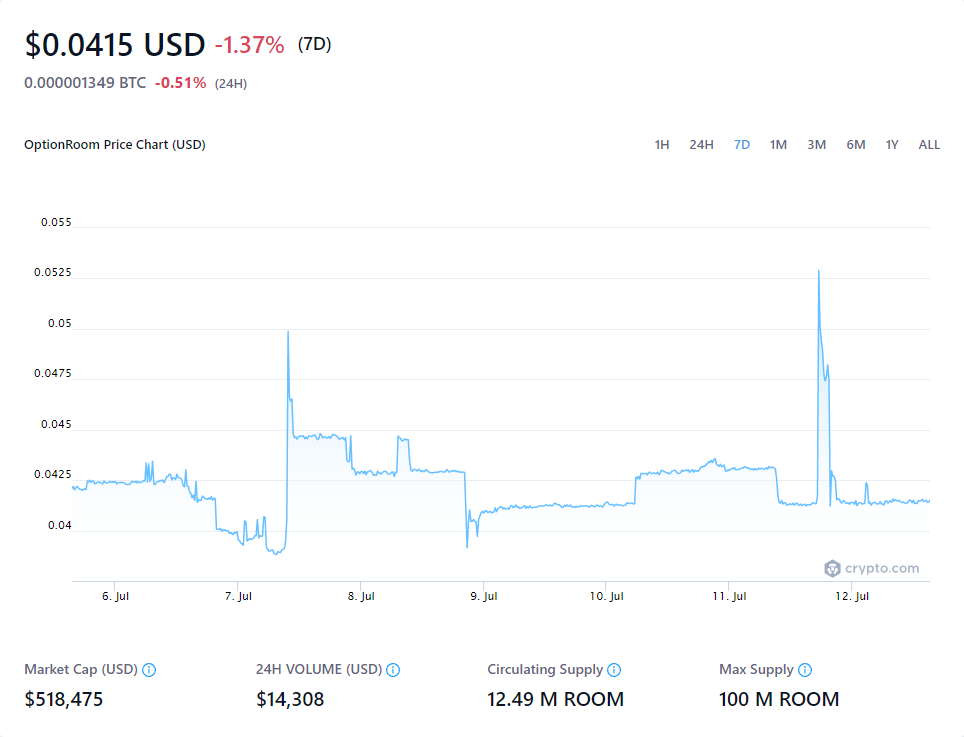 $0.0415 USD -1.37% (7D)
0.000001349 BTC -0.51% (24H)
OptionRoom Price Chart (USD) 1H 24H 7D 1M 3M 6M 1Y ALL
0.055
0.0525
0.05
0.0475
0.045
0.0425
0.04
crypto.com
6. Jul 7. Jul 8. Jul 9. Jul 10. Jul 11. Jul 12. Jul
Market Cap (USD) 24H VOLUME (USD) Circulating Supply Max Supply
$518,475 $14,308 12.49 M ROOM 100 M ROOM